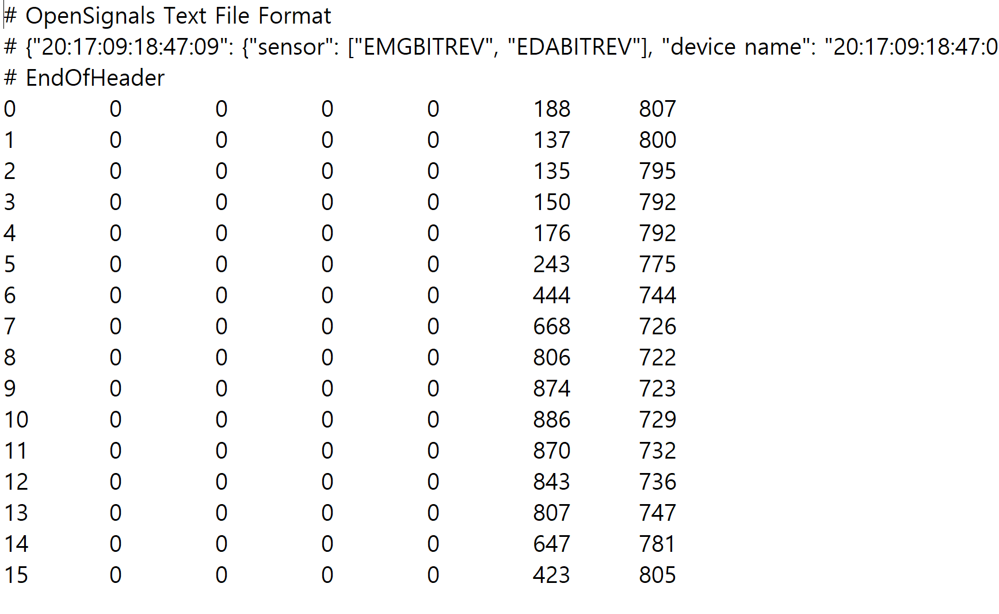 # OpenSignals Text File Format
# {"20:17:09:18:47:09": {"sensor": ["EMGBITREV", "EDABITREV"], "device name": "20:17:09:18:47:0
# EndOfHeader
0 0 0 0 0 188 807
1 0 0 0 0 137 800
2 0 0 0 0 135 795
3 0 0 0 0 150 792
4 0 0 0 0 176 792
5 0 0 0 0 243 775
6 0 0 0 0 444 744
7 0 0 0 0 668 726
8 0 0 0 0 806 722
9 0 0 0 0 874 723
10 0 0 0 0 886 729
11 0 0 0 0 870 732
12 0 0 0 0 843 736
13 0 0 0 0 807 747
14 0 0 0 0 647 781
15 0 0 0 0 423 805